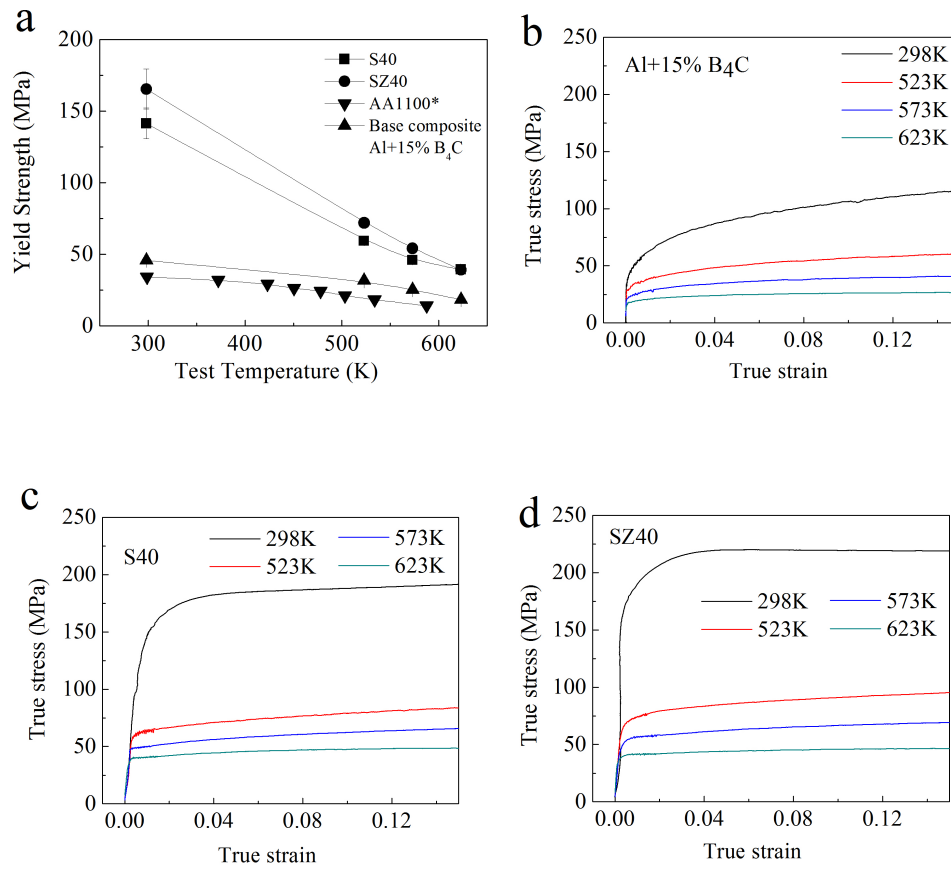 a
200
150
100
50
0
Yield Strength (MPa)
S40
SZ40
AA1100*
Base composite
Al+15% B₄C
300 400 500 600
Test Temperature (K)
b
250
200
150
100
50
0
True stress (MPa)
Al+15% B₄C
298K
523K
573K
623K
0.00 0.04 0.08 0.12
True strain
c
250
200
150
100
50
0
True stress (MPa)
S40
298K 573K
523K 623K
0.00 0.04 0.08 0.12
True strain
d
250
200
150
100
50
0
True stress (MPa)
SZ40
298K 573K
523K 623K
0.00 0.04 0.08 0.12
True strain